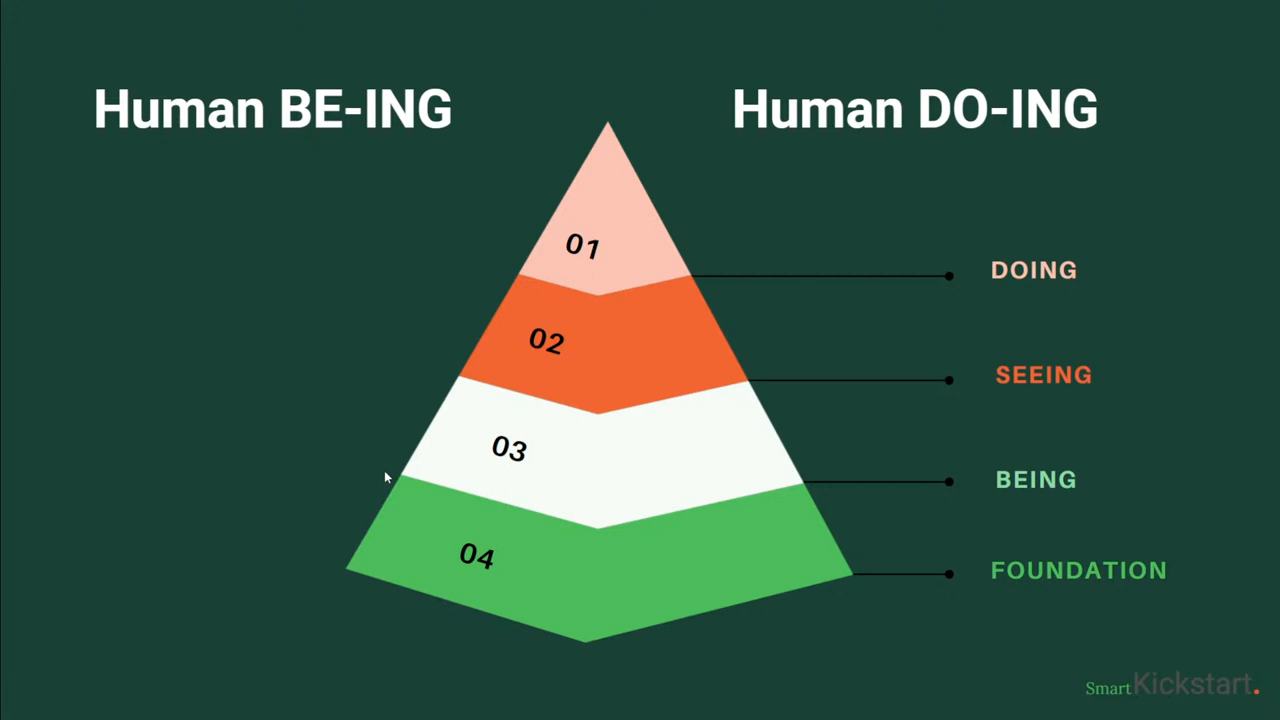 Human BE-ING
Human DO-ING
01
DOING
02
SEEING
03
BEING
04
FOUNDATION
SmartKickstart.